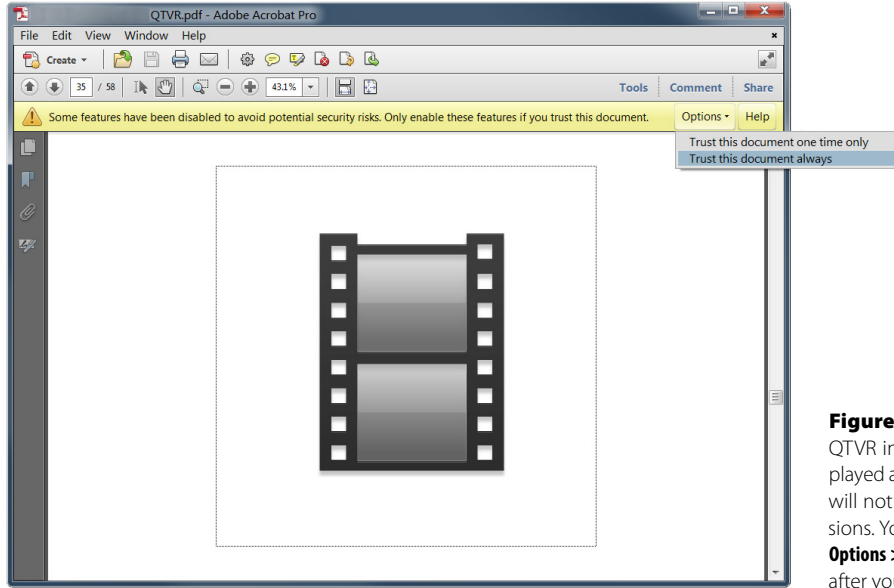 QTVR.pdf - Adobe Acrobat Pro
File Edit View Window Help
Create
35 / 58 43.1% Tools Comment Share
Some features have been disabled to avoid potential security risks. Only enable these features if you trust this document. Options Help
Trust this document one time only
Trust this document always
Figure
QTVR in
played a
will not
sions. Yo
Options >
after yo